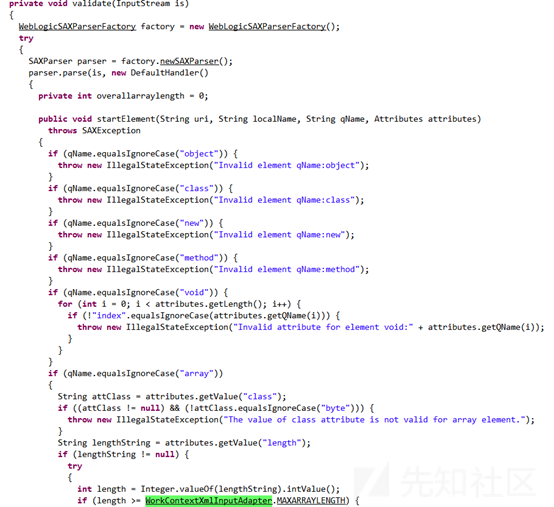 private void validate(InputStream is)
{
WebLogicSAXParserFactory factory = new WebLogicSAXParserFactory();
try
{
SAXParser parser = factory.newSAXParser();
parser.parse(is, new DefaultHandler()
{
private int overallarraylength = 0;
public void startElement(String uri, String localName, String qName, Attributes attributes)
throws SAXException
{
if (qName.equalsIgnoreCase("object")) {
throw new IllegalStateException("Invalid element qName:object");
}
if (qName.equalsIgnoreCase("class")) {
throw new IllegalStateException("Invalid element qName:class");
}
if (qName.equalsIgnoreCase("new")) {
throw new IllegalStateException("Invalid element qName:new");
}
if (qName.equalsIgnoreCase("method")) {
throw new IllegalStateException("Invalid element qName:method");
}
if (qName.equalsIgnoreCase("void")) {
for (int i = 0; i < attributes.getLength(); i++) {
if (!"index".equalsIgnoreCase(attributes.getQName(i))) {
throw new IllegalStateException("Invalid attribute for element void:" + attributes.getQName(i));
}
}
}
if (qName.equalsIgnoreCase("array"))
{
String attClass = attributes.getValue("class");
if ((attClass != null) && (!attClass.equalsIgnoreCase("byte"))) {
throw new IllegalStateException("The value of class attribute is not valid for array element.");
}
String lengthString = attributes.getValue("length");
if (lengthString != null) {
try
{
int length = Integer.valueOf(lengthString).intValue();
if (length >= WorkContextXmlInputAdapter.MAXARRAYLENGTH) {
先知社区